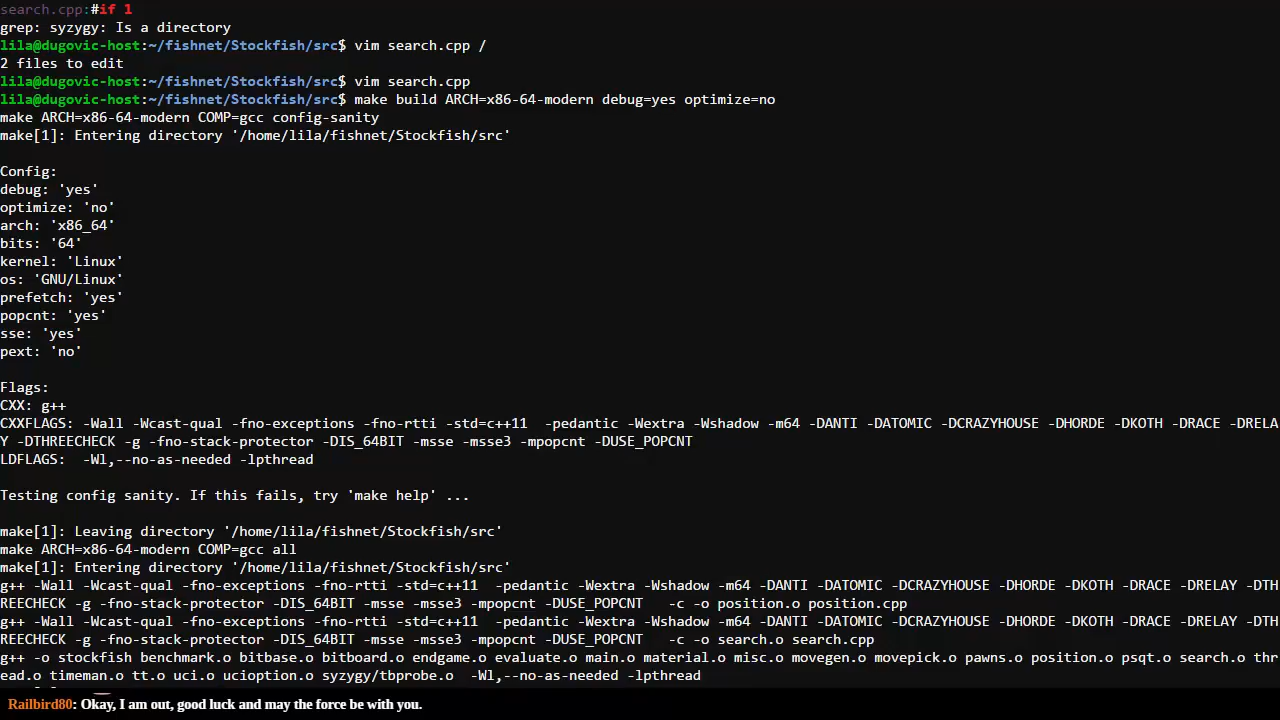 search.cpp:#if 1
grep: syzygy: Is a directory
lila@dugovic-host:~/fishnet/Stockfish/src$ vim search.cpp /
2 files to edit
lila@dugovic-host:~/fishnet/Stockfish/src$ vim search.cpp
lila@dugovic-host:~/fishnet/Stockfish/src$ make build ARCH=x86-64-modern debug=yes optimize=no
make ARCH=x86-64-modern COMP=gcc config-sanity
make[1]: Entering directory '/home/lila/fishnet/Stockfish/src'
Config:
debug: 'yes'
optimize: 'no'
arch: 'x86_64'
bits: '64'
kernel: 'Linux'
os: 'GNU/Linux'
prefetch: 'yes'
popcnt: 'yes'
sse: 'yes'
pext: 'no'
Flags:
CXX: g++
CXXFLAGS: -Wall -Wcast-qual -fno-exceptions -fno-rtti -std=c++11  -pedantic -Wextra -Wshadow -m64 -DANTI -DATOMIC -DCRAZYHOUSE -DHORDE -DKOTH -DRACE -DRELA
Y -DTHREECHECK -g -fno-stack-protector -DIS_64BIT -msse -msse3 -mpopcnt -DUSE_POPCNT
LDFLAGS:  -Wl,--no-as-needed -lpthread
Testing config sanity. If this fails, try 'make help' ...
make[1]: Leaving directory '/home/lila/fishnet/Stockfish/src'
make ARCH=x86-64-modern COMP=gcc all
make[1]: Entering directory '/home/lila/fishnet/Stockfish/src'
g++ -Wall -Wcast-qual -fno-exceptions -fno-rtti -std=c++11  -pedantic -Wextra -Wshadow -m64 -DANTI -DATOMIC -DCRAZYHOUSE -DHORDE -DKOTH -DRACE -DRELAY -DTH
REECHECK -g -fno-stack-protector -DIS_64BIT -msse -msse3 -mpopcnt -DUSE_POPCNT   -c -o position.o position.cpp
g++ -Wall -Wcast-qual -fno-exceptions -fno-rtti -std=c++11  -pedantic -Wextra -Wshadow -m64 -DANTI -DATOMIC -DCRAZYHOUSE -DHORDE -DKOTH -DRACE -DRELAY -DTH
REECHECK -g -fno-stack-protector -DIS_64BIT -msse -msse3 -mpopcnt -DUSE_POPCNT   -c -o search.o search.cpp
g++ -o stockfish benchmark.o bitbase.o bitboard.o endgame.o evaluate.o main.o material.o misc.o movegen.o movepick.o pawns.o position.o psqt.o search.o thr
ead.o timeman.o tt.o uci.o ucioption.o syzygy/tbprobe.o  -Wl,--no-as-needed -lpthread
Railbird80: Okay, I am out, good luck and may the force be with you.